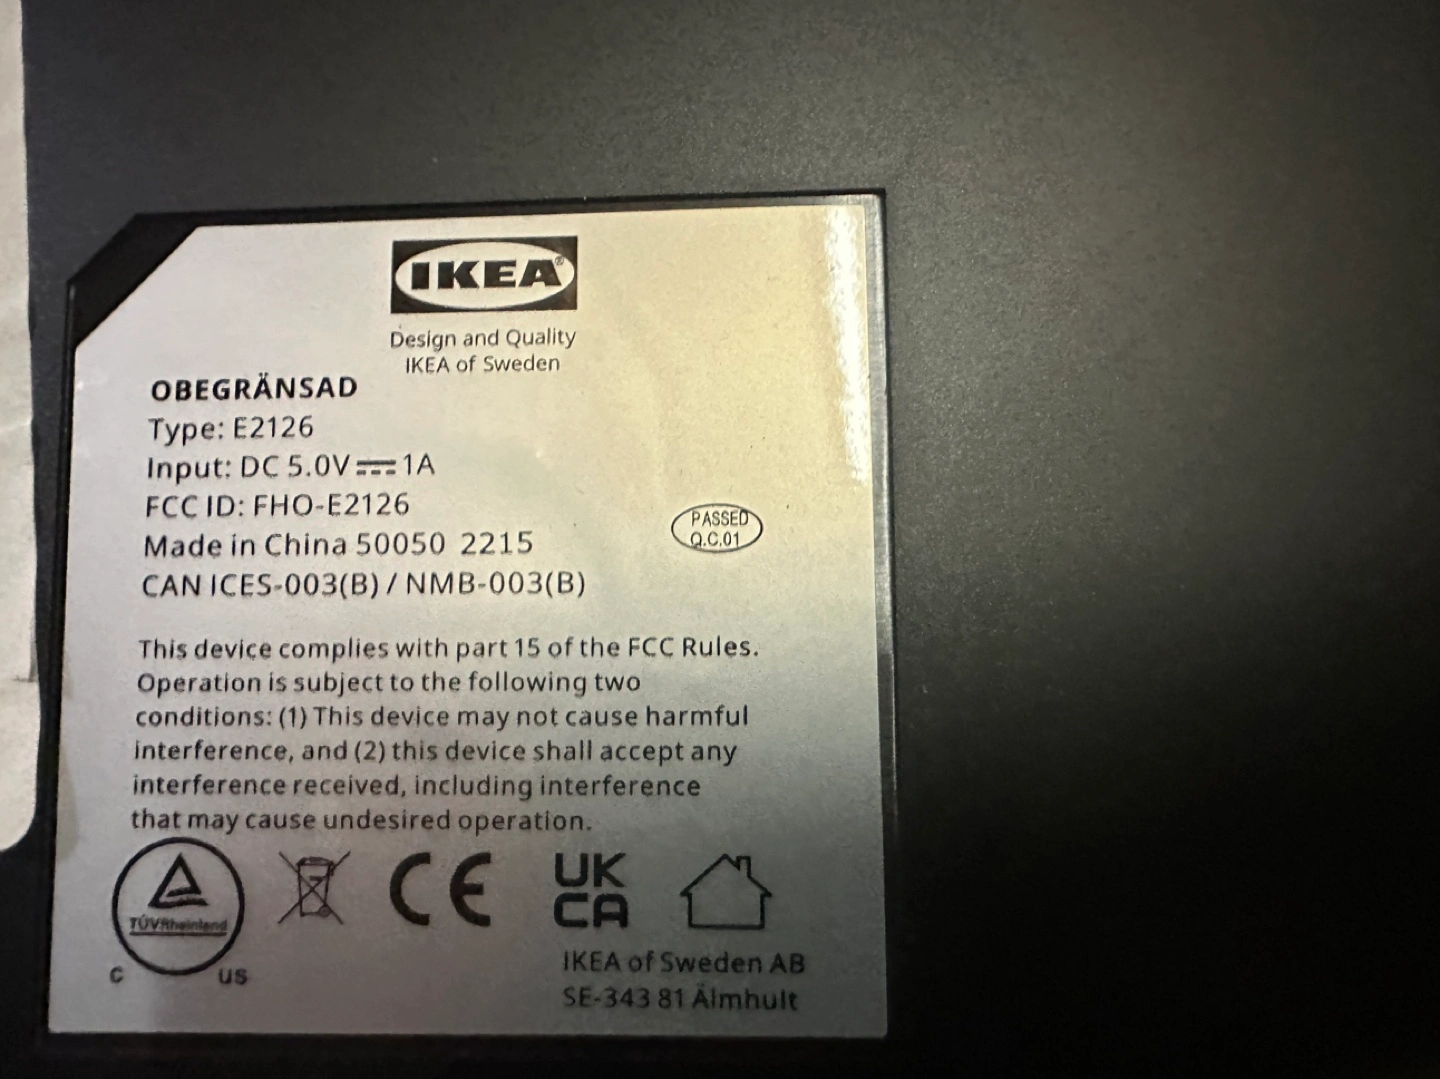 IKEA®
Design and Quality
IKEA of Sweden
OBEGRÄNSAD
Type: E2126
Input: DC 5.0V⎓1A
FCC ID: FHO-E2126
Made in China 50050 2215
CAN ICES-003(B) / NMB-003(B)
PASSED
Q.C.01
This device complies with part 15 of the FCC Rules.
Operation is subject to the following two
conditions: (1) This device may not cause harmful
interference, and (2) this device shall accept any
interference received, including interference
that may cause undesired operation.
TÜVRheinland
C US
CE
UK
CA
IKEA of Sweden AB
SE-343 81 Älmhult